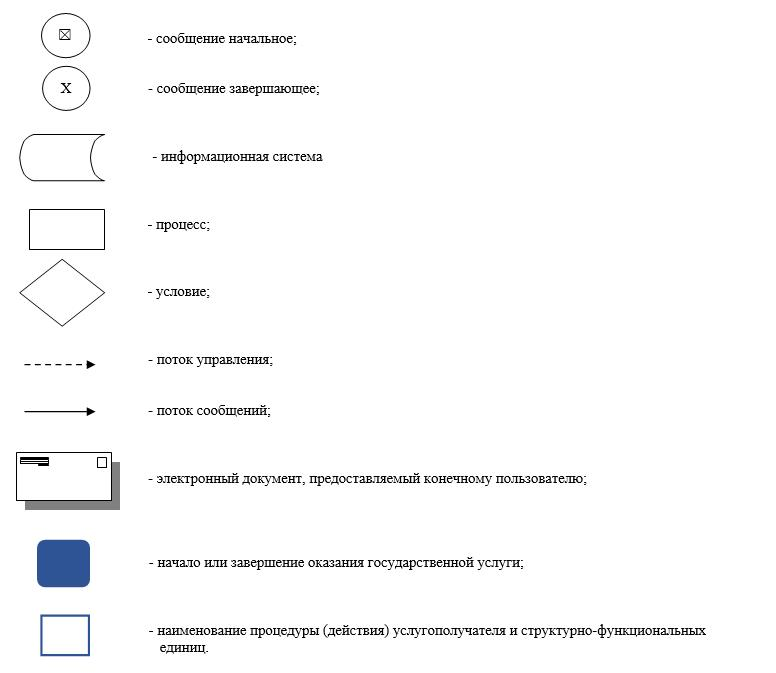 ☒
- сообщение начальное;
X
- сообщение завершающее;
- информационная система
- процесс;
- условие;
- поток управления;
- поток сообщений;
- электронный документ, предоставляемый конечному пользователю;
- начало или завершение оказания государственной услуги;
- наименование процедуры (действия) услугополучателя и структурно-функциональных
единиц.